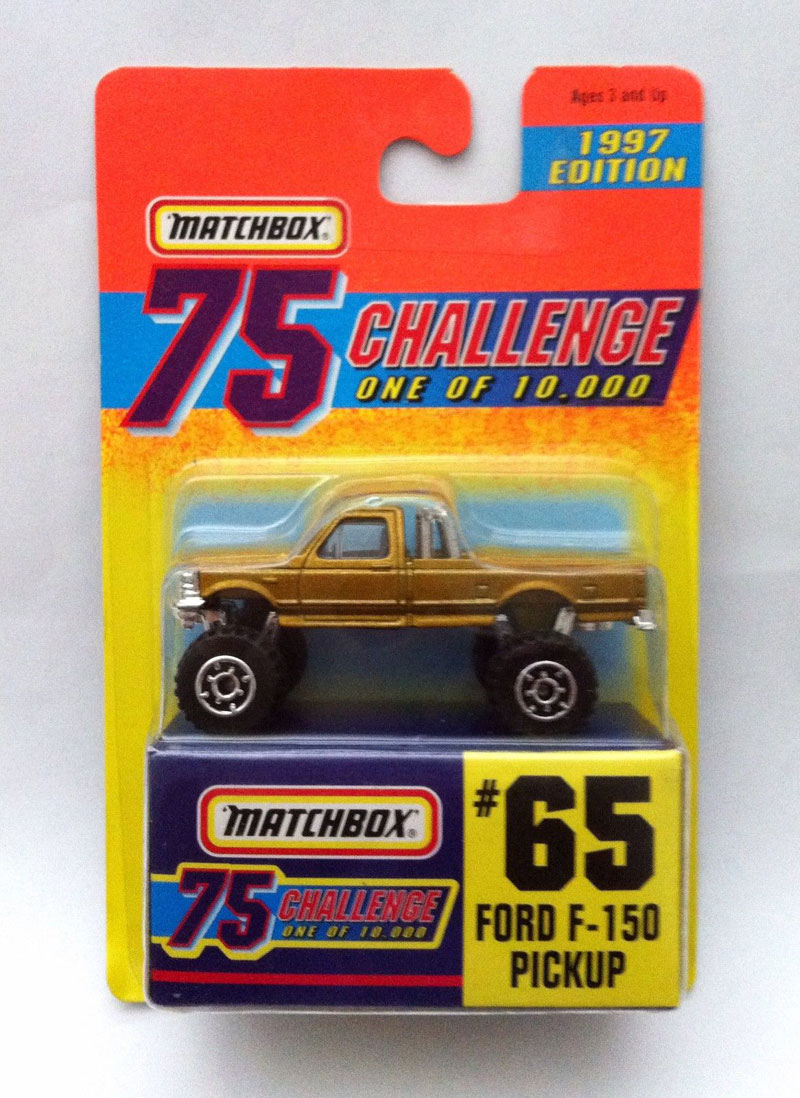 Ages 3 and Up
1997
EDITION
"MATCHBOX"®
75
CHALLENGE
ONE OF 10.000
"MATCHBOX"®
75
CHALLENGE
ONE OF 10.000
#65
FORD F-150
PICKUP